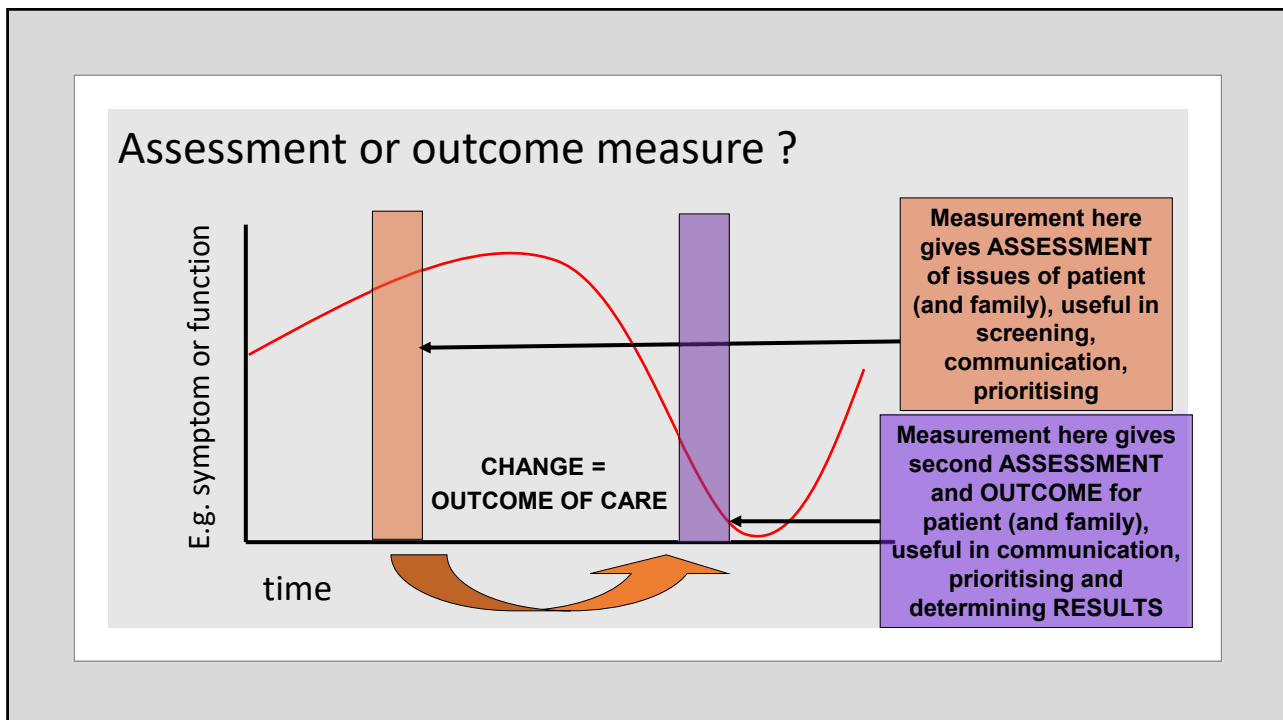 Assessment or outcome measure ?
E.g. symptom or function
time
CHANGE =
OUTCOME OF CARE
Measurement here
gives ASSESSMENT
of issues of patient
(and family), useful in
screening,
communication,
prioritising
Measurement here gives
second ASSESSMENT
and OUTCOME for
patient (and family),
useful in communication,
prioritising and
determining RESULTS